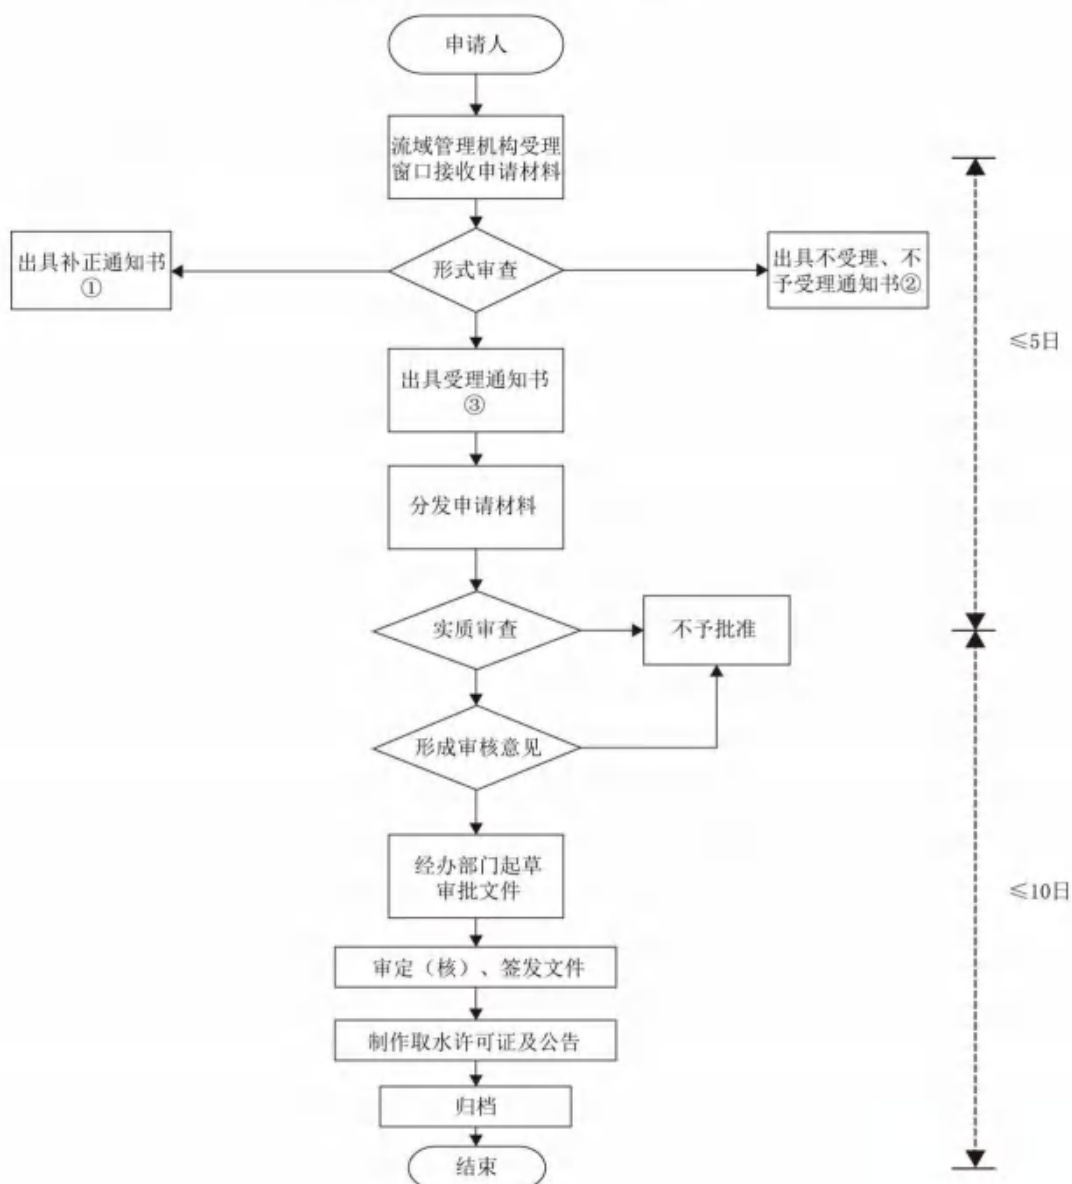 申请人
流域管理机构受理
窗口接收申请材料
出具补正通知书
①
形式审查
出具不受理、不
予受理通知书②
≤5日
出具受理通知书
③
分发申请材料
实质审查
不予批准
形成审核意见
经办部门起草
审批文件
≤10日
审定（核）、签发文件
制作取水许可证及公告
归档
结束